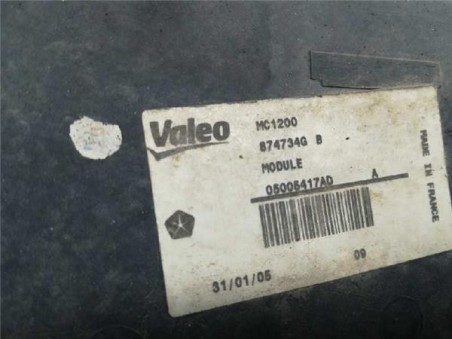 Valeo
MC1200
874734G B
MODULE
05005417AD A
09
31/01/05
MADE IN FRANCE